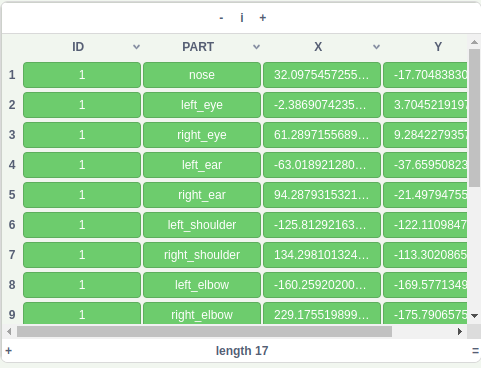 - i +
ID PART X Y
1 1 nose 32.0975457255... -17.70483830
2 1 left_eye -2.3869074235... 3.7045219197
3 1 right_eye 61.2897155689... 9.2842279357
4 1 left_ear -63.018921280... -37.65950823
5 1 right_ear 94.2879315321... -21.49794755
6 1 left_shoulder -125.81292163... -122.1109847
7 1 right_shoulder 134.298101324... -113.3020865
8 1 left_elbow -160.25920200... -169.5771349
9 1 right_elbow 229.175519899... -175.7906575
+ length 17 =